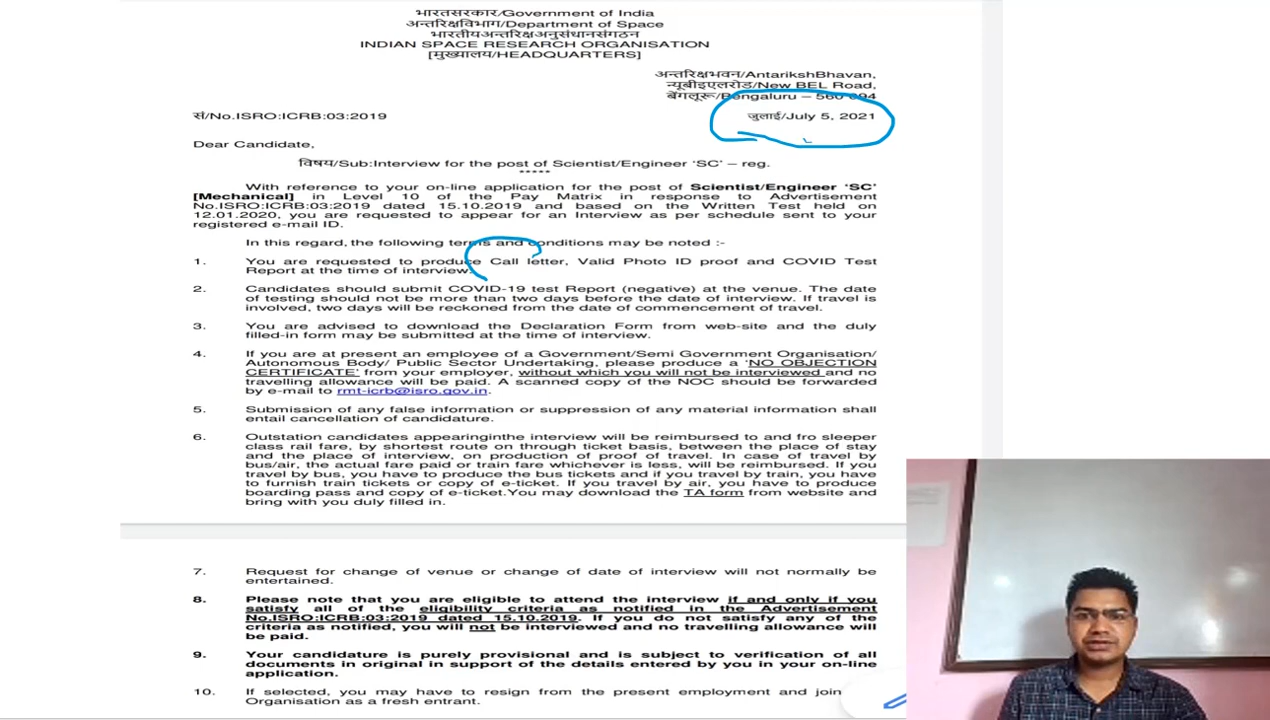 भारतसरकार/Government of India
अन्तरिक्षविभाग/Department of Space
भारतीयअन्तरिक्षअनुसंधानसंगठन
INDIAN SPACE RESEARCH ORGANISATION
[मुख्यालय/HEADQUARTERS]
अन्तरिक्षभवन/AntarikshBhavan,
न्यूबीइएलरोड/New BEL Road,
बेंगलूरू/Bengaluru – 560 094
सं/No.ISRO:ICRB:03:2019
जुलाई/July 5, 2021
Dear Candidate,
विषय/Sub:Interview for the post of Scientist/Engineer ‘SC’ – reg.
*****
With reference to your on-line application for the post of Scientist/Engineer ‘SC’
[Mechanical] in Level 10 of the Pay Matrix in response to Advertisement
No.ISRO:ICRB:03:2019 dated 15.10.2019 and based on the Written Test held on
12.01.2020, you are requested to appear for an Interview as per schedule sent to your
registered e-mail ID.
In this regard, the following terms and conditions may be noted :-
1. You are requested to produce Call letter, Valid Photo ID proof and COVID Test
Report at the time of interview.
2. Candidates should submit COVID-19 test Report (negative) at the venue. The date
of testing should not be more than two days before the date of interview. If travel is
involved, two days will be reckoned from the date of commencement of travel.
3. You are advised to download the Declaration Form from web-site and the duly
filled-in form may be submitted at the time of interview.
4. If you are at present an employee of a Government/Semi Government Organisation/
Autonomous Body/ Public Sector Undertaking, please produce a ‘NO OBJECTION
CERTIFICATE’ from your employer, without which you will not be interviewed and no
travelling allowance will be paid. A scanned copy of the NOC should be forwarded
by e-mail to rmt-icrb@isro.gov.in.
5. Submission of any false information or suppression of any material information shall
entail cancellation of candidature.
6. Outstation candidates appearinginthe interview will be reimbursed to and fro sleeper
class rail fare, by shortest route on through ticket basis, between the place of stay
and the place of interview, on production of proof of travel. In case of travel by
bus/air, the actual fare paid or train fare whichever is less, will be reimbursed. If you
travel by bus, you have to produce the bus tickets and if you travel by train, you have
to furnish train tickets or copy of e-ticket. If you travel by air, you have to produce
boarding pass and copy of e-ticket.You may download the TA form from website and
bring with you duly filled in.
7. Request for change of venue or change of date of interview will not normally be
entertained.
8. Please note that you are eligible to attend the interview if and only if you
satisfy all of the eligibility criteria as notified in the Advertisement
No.ISRO:ICRB:03:2019 dated 15.10.2019. If you do not satisfy any of the
criteria as notified, you will not be interviewed and no travelling allowance will
be paid.
9. Your candidature is purely provisional and is subject to verification of all
documents in original in support of the details entered by you in your on-line
application.
10. If selected, you may have to resign from the present employment and join
Organisation as a fresh entrant.